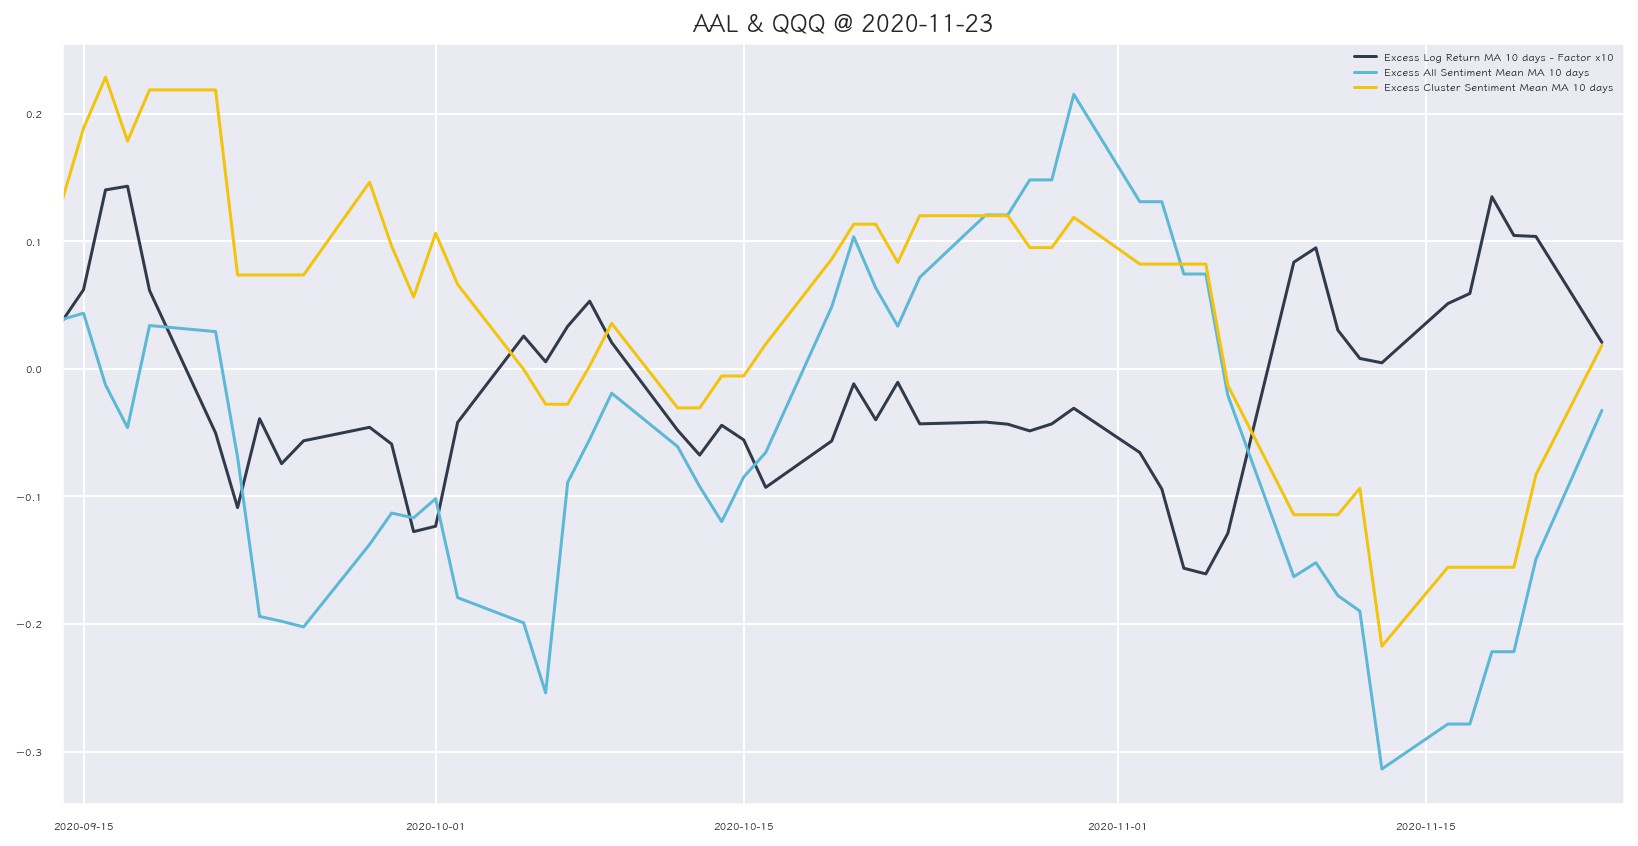 AAL & QQQ @ 2020-11-23
Excess Log Return MA 10 days - Factor x10
Excess All Sentiment Mean MA 10 days
Excess Cluster Sentiment Mean MA 10 days
0.2
0.1
0.0
−0.1
−0.2
−0.3
2020-09-15
2020-10-01
2020-10-15
2020-11-01
2020-11-15